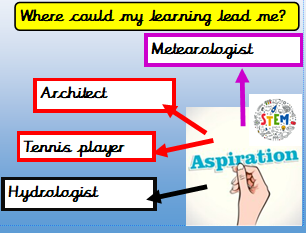 Where could my learning lead me?
Meteorologist
Architect
STEM
Tennis player
Aspiration
Hydrologist